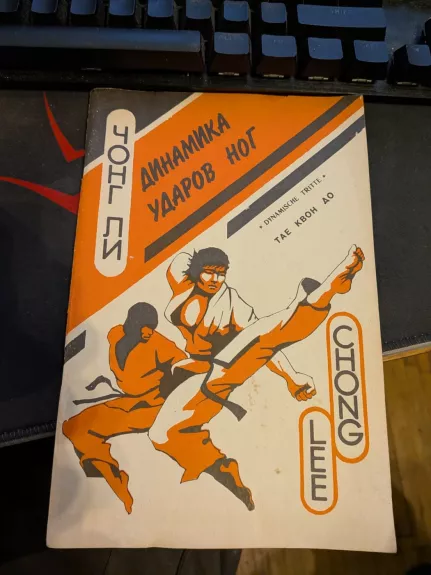 ЧОНГ ЛИ
ДИНАМИКА
УДАРОВ НОГ
• DYNAMISCHE TRITTE •
ТАЕ КВОН ДО
CHONG
LEE